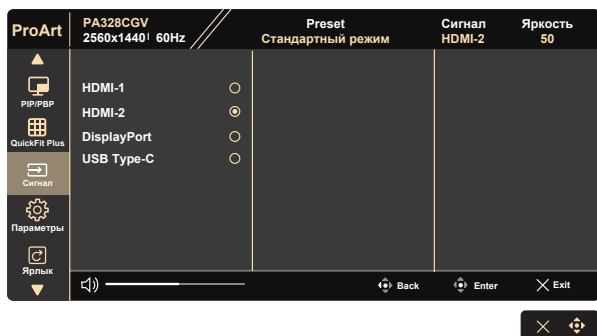 ProArt
PA328CGV
2560x1440 60Hz
Preset
Стандартный режим
Сигнал
HDMI-2
Яркость
50
PIP/PBP
QuickFit Plus
Сигнал
Параметры
Ярлык
HDMI-1
HDMI-2
DisplayPort
USB Type-C
Back
Enter
Exit